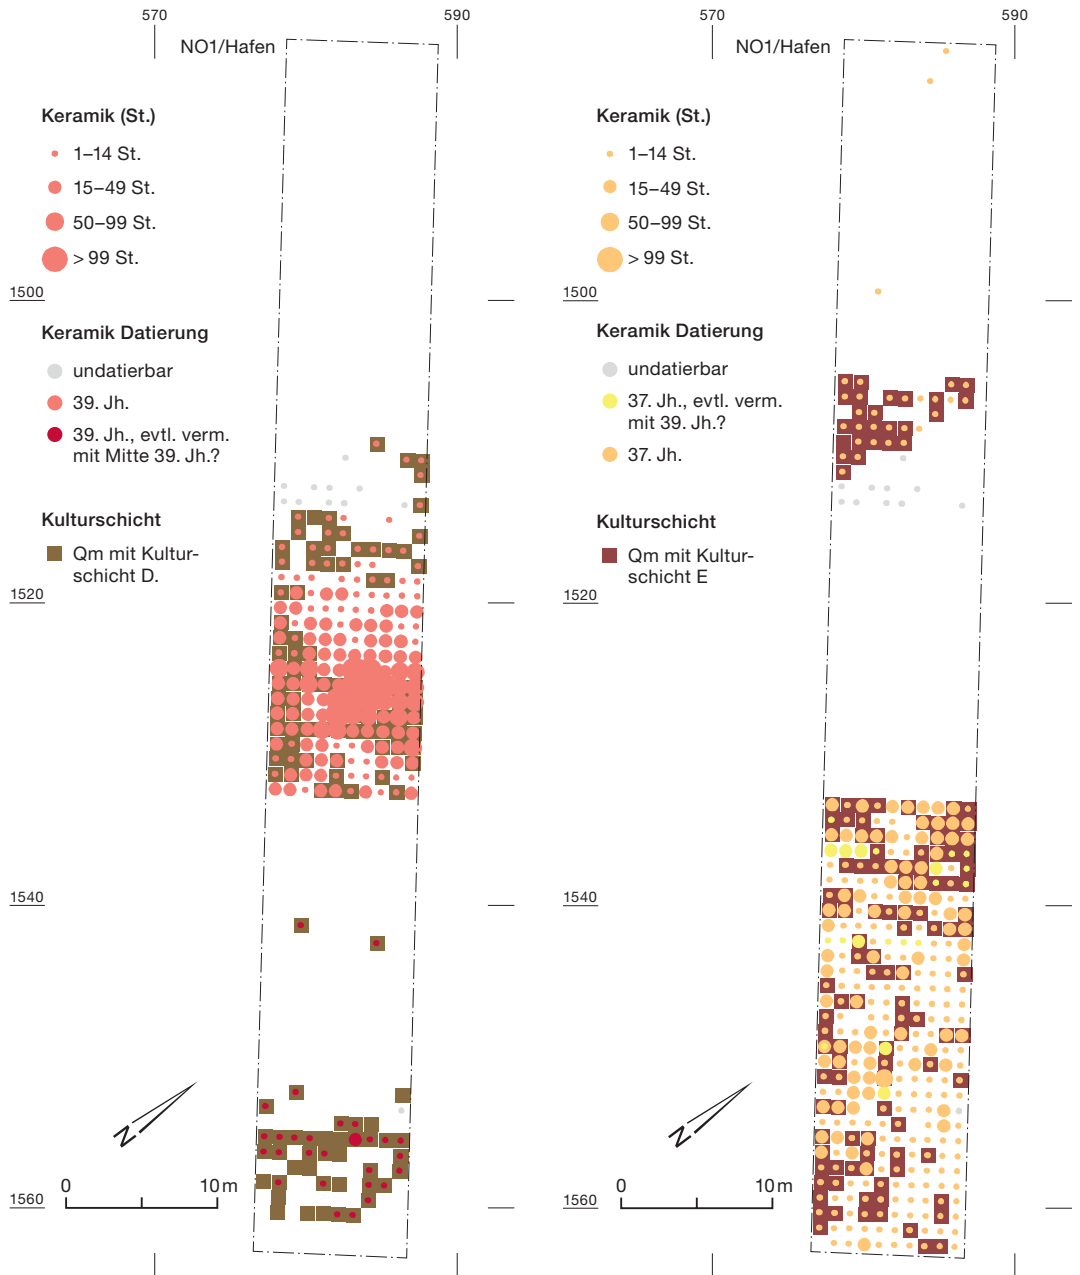 570
590
NO1/Hafen
Keramik (St.)
1–14 St.
15–49 St.
50–99 St.
> 99 St.
1500
Keramik Datierung
undatierbar
39. Jh.
39. Jh., evtl. verm.
mit Mitte 39. Jh.?
Kulturschicht
Qm mit Kultur-
schicht D.
1520
1540
N
0
10 m
1560
570
590
NO1/Hafen
Keramik (St.)
1–14 St.
15–49 St.
50–99 St.
> 99 St.
1500
Keramik Datierung
undatierbar
37. Jh., evtl. verm.
mit 39. Jh.?
37. Jh.
Kulturschicht
Qm mit Kultur-
schicht E
1520
1540
N
0
10 m
1560